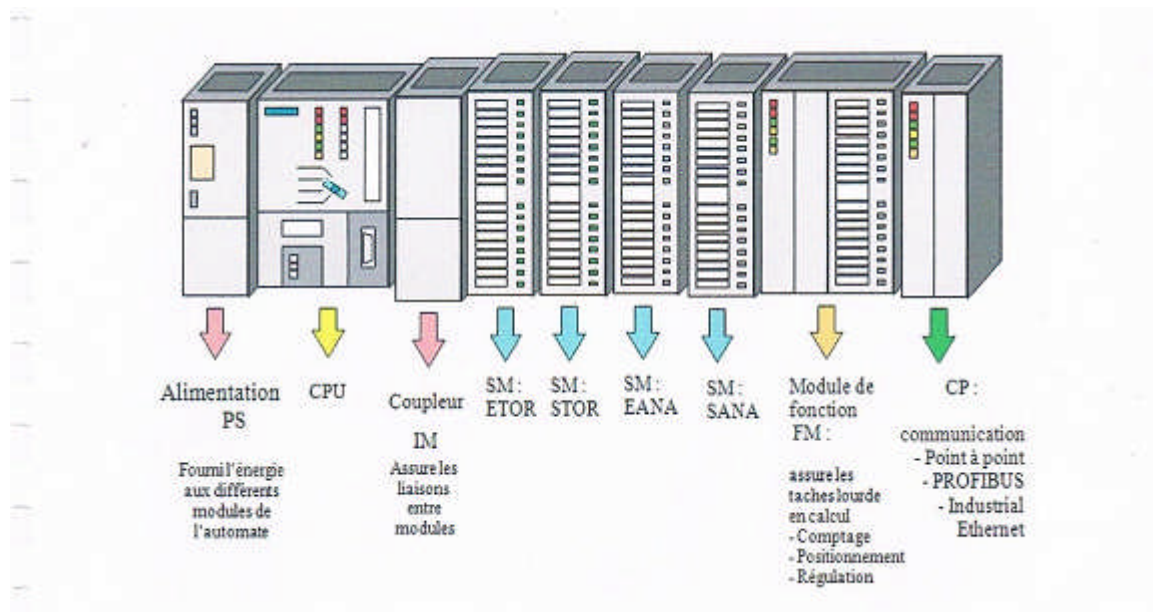 Alimentation
PS
Fourni l'énergie
aux différents
modules de
l'automate
CPU
Coupleur
IM
Assure les
liaisons
entre
modules
SM :
ETOR
SM :
STOR
SM :
EANA
SM :
SANA
Module de
fonction
FM :
assure les
taches lourde
en calcul
- Comptage
- Positionnement
- Régulation
CP :
communication
- Point à point
- PROFIBUS
- Industrial
Ethernet